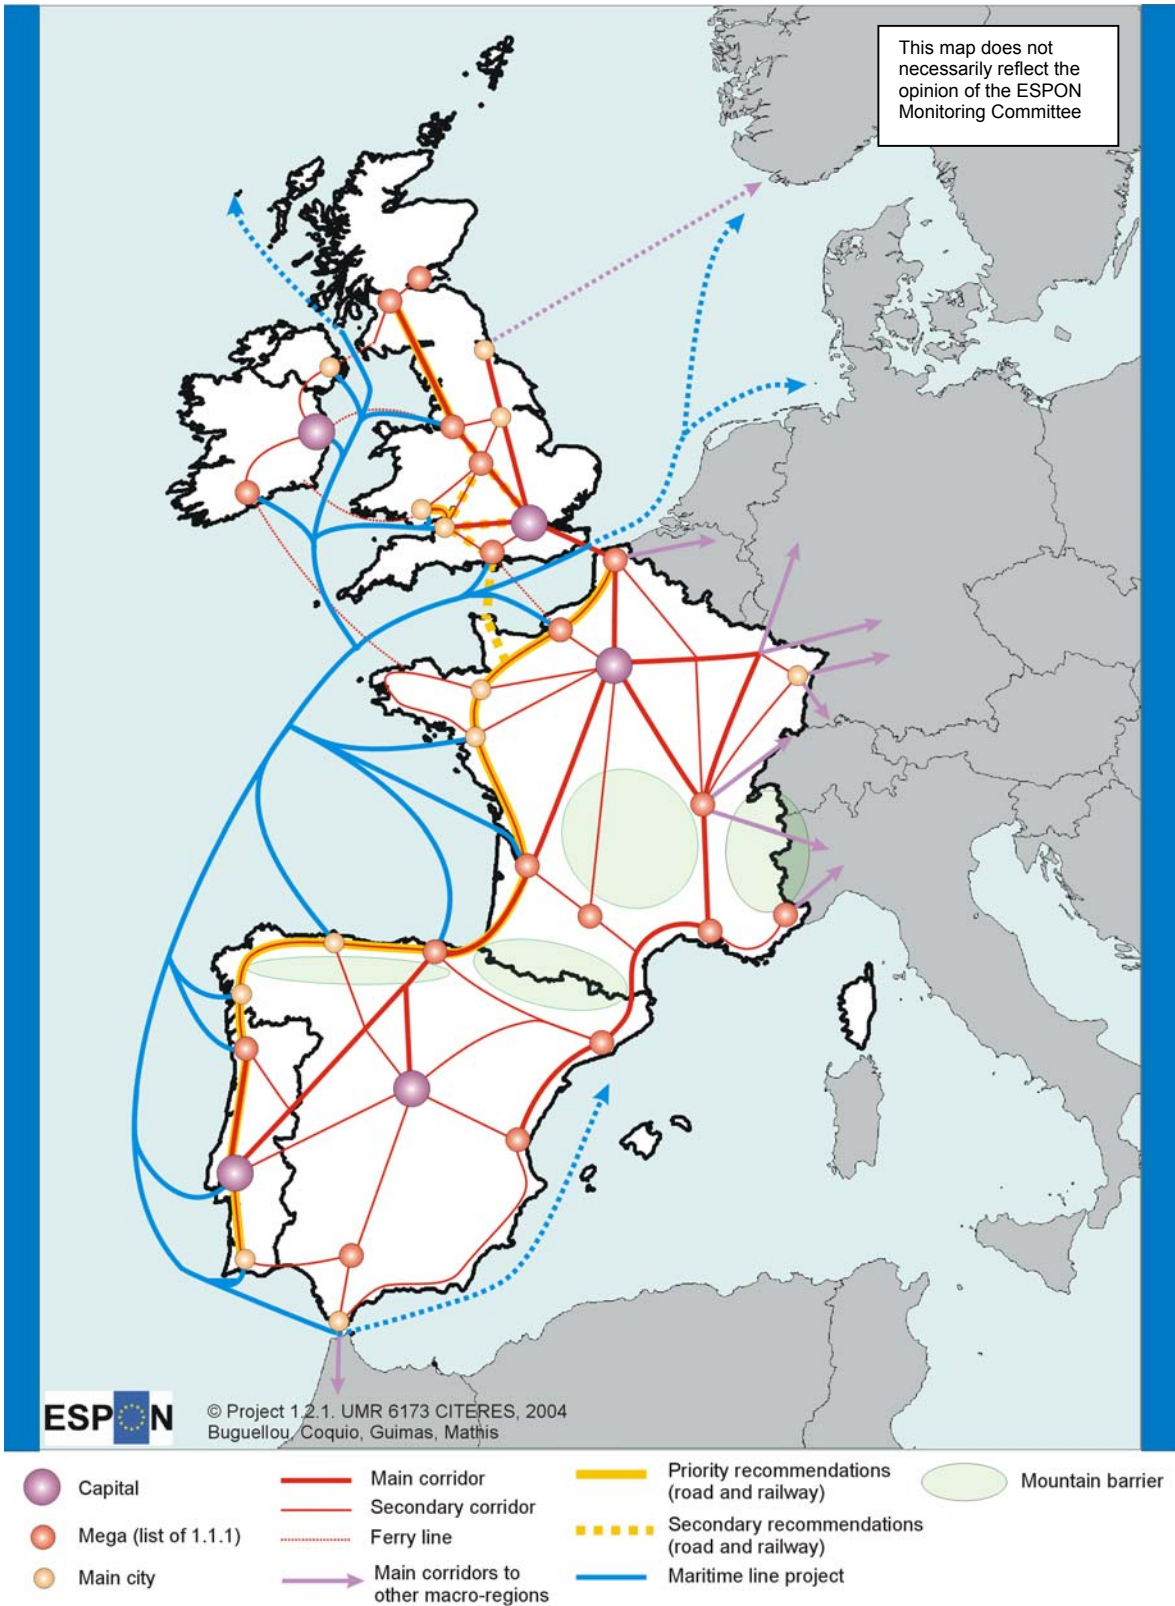 This map does not
necessarily reflect the
opinion of the ESPON
Monitoring Committee
ESPON
© Project 1.2.1. UMR 6173 CITERES, 2004
Buguellou, Coquio, Guimas, Mathis
Capital
Mega (list of 1.1.1)
Main city
Main corridor
Secondary corridor
Ferry line
Main corridors to
other macro-regions
Priority recommendations
(road and railway)
Secondary recommendations
(road and railway)
Maritime line project
Mountain barrier